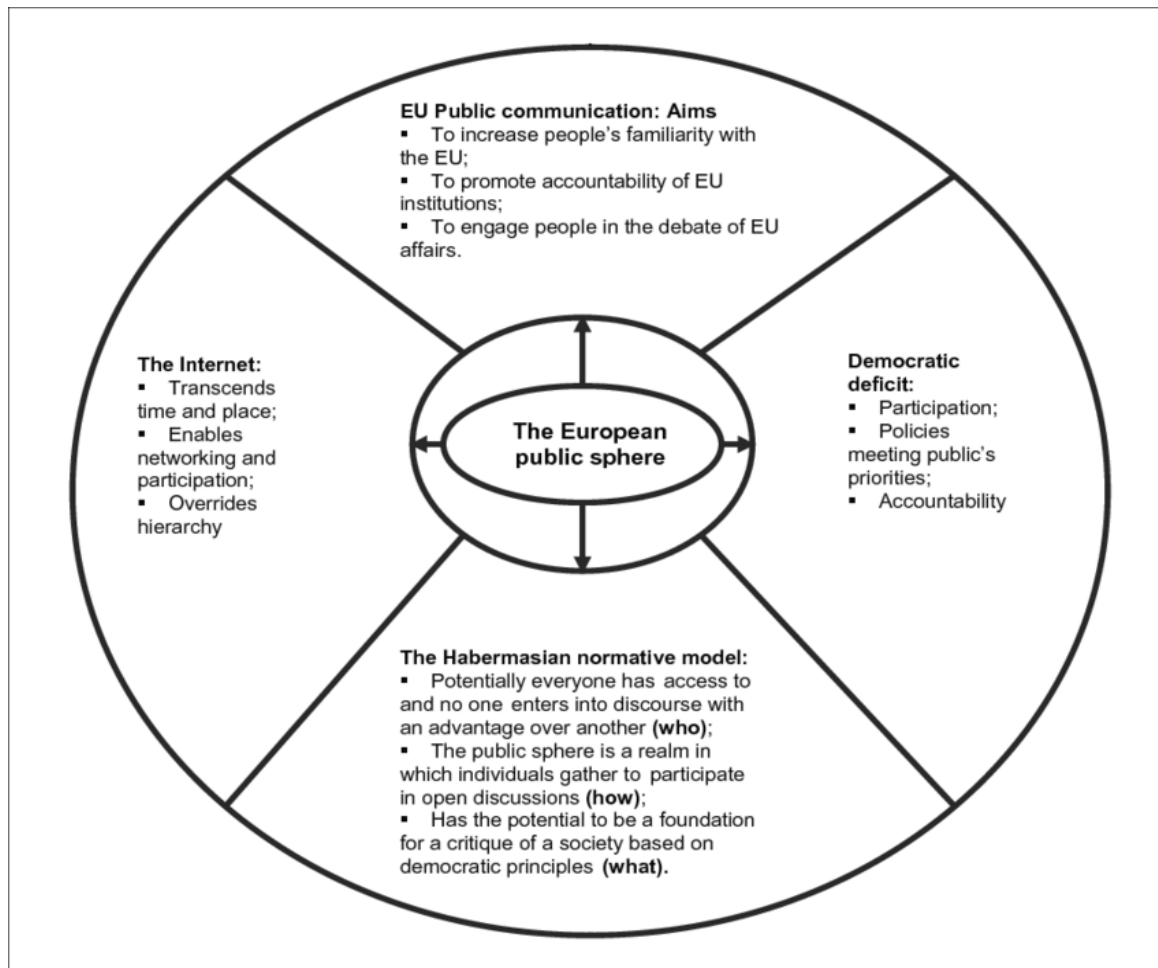 EU Public communication: Aims
▪ To increase people's familiarity with
the EU;
▪ To promote accountability of EU
institutions;
▪ To engage people in the debate of EU
affairs.
The Internet:
▪ Transcends
time and place;
▪ Enables
networking and
participation;
▪ Overrides
hierarchy
The European
public sphere
Democratic
deficit:
▪ Participation;
▪ Policies
meeting public's
priorities;
▪ Accountability
The Habermasian normative model:
▪ Potentially everyone has access to
and no one enters into discourse with
an advantage over another (who);
▪ The public sphere is a realm in
which individuals gather to participate
in open discussions (how);
▪ Has the potential to be a foundation
for a critique of a society based on
democratic principles (what).